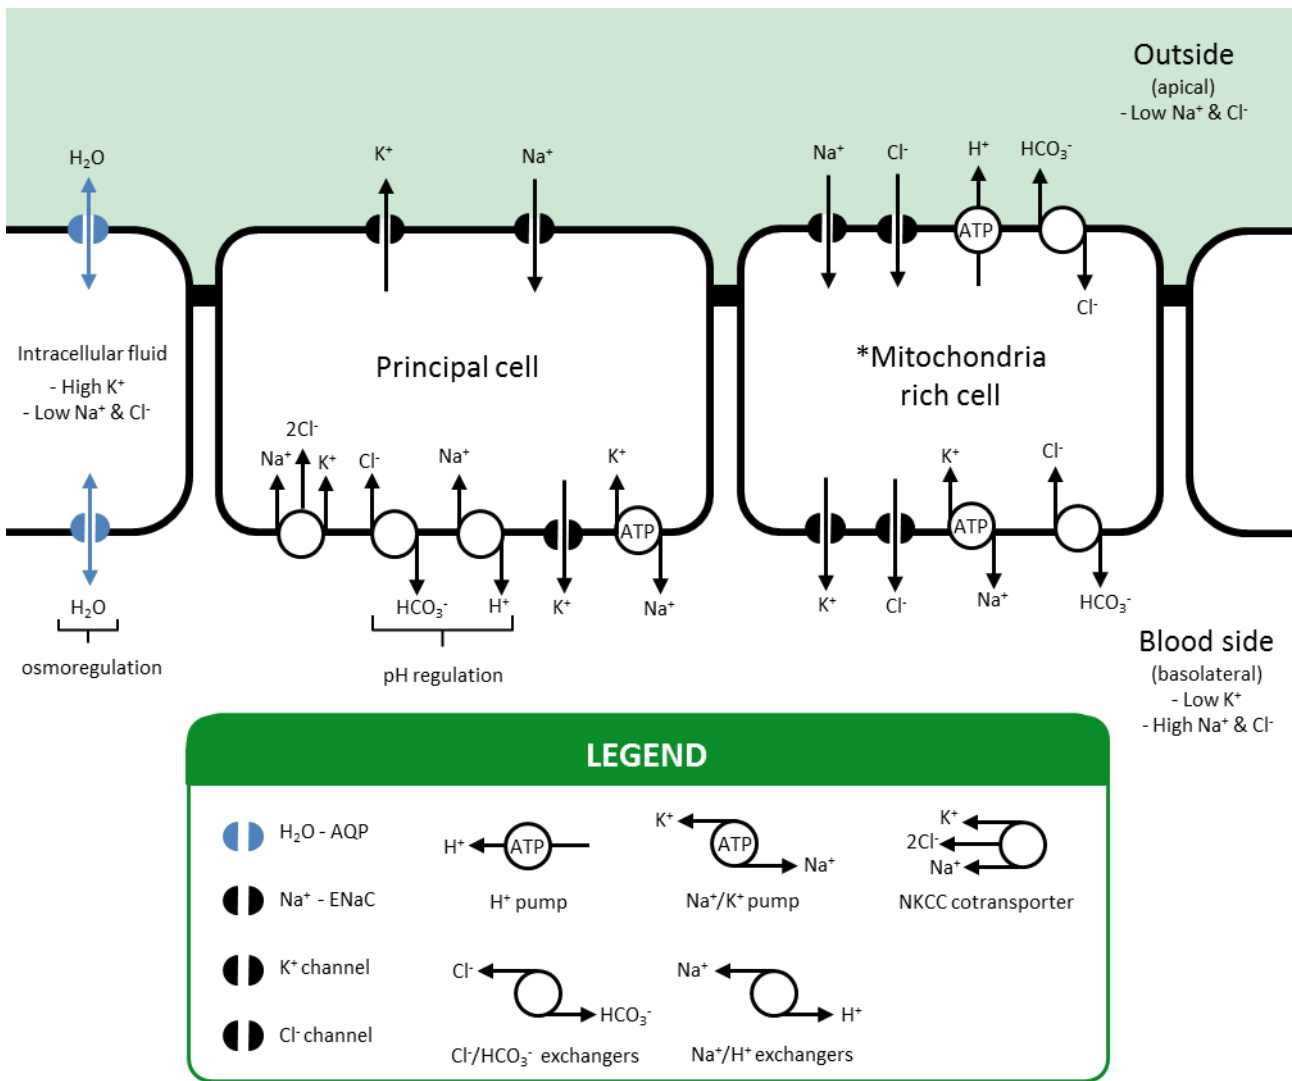 Outside
(apical)
- Low Na⁺ & Cl⁻
H₂O
K⁺
Na⁺
Na⁺
Cl⁻
H⁺
HCO₃⁻
ATP
Cl⁻
Intracellular fluid
- High K⁺
- Low Na⁺ & Cl⁻
Principal cell
*Mitochondria
rich cell
Na⁺
2Cl⁻
K⁺
Cl⁻
Na⁺
K⁺
ATP
K⁺
ATP
Cl⁻
H₂O
HCO₃⁻
H⁺
K⁺
Na⁺
K⁺
Cl⁻
Na⁺
HCO₃⁻
osmoregulation
pH regulation
Blood side
(basolateral)
- Low K⁺
- High Na⁺ & Cl⁻
LEGEND
H₂O - AQP
Na⁺ - ENaC
K⁺ channel
Cl⁻ channel
H⁺
ATP
H⁺ pump
K⁺
ATP
Na⁺
Na⁺/K⁺ pump
K⁺
2Cl⁻
Na⁺
NKCC cotransporter
Cl⁻
HCO₃⁻
Cl⁻/HCO₃⁻ exchangers
Na⁺
H⁺
Na⁺/H⁺ exchangers